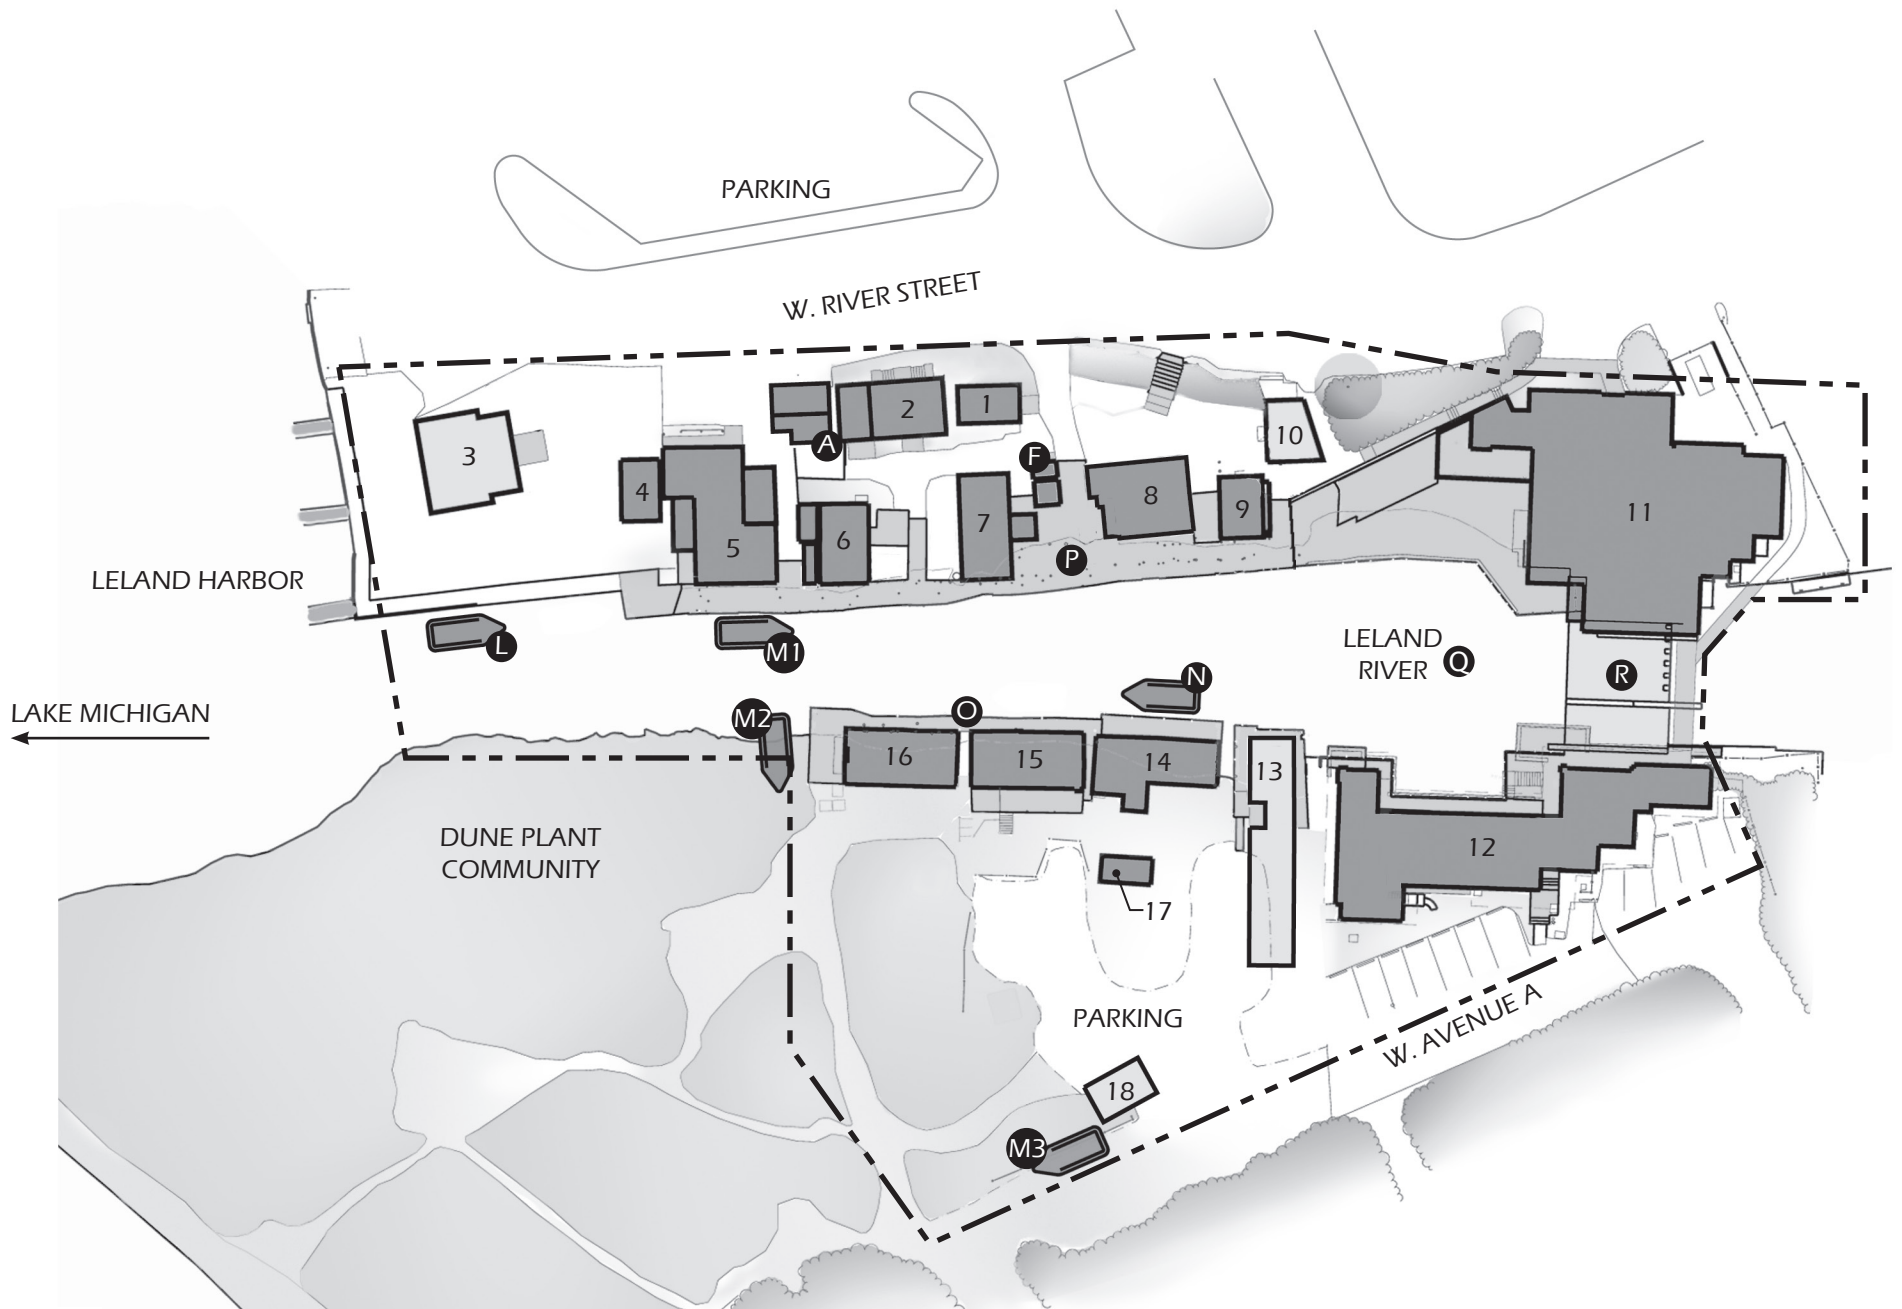 PARKING
W. RIVER STREET
1
2
3
A
10
F
4
8
9
11
7
5
6
P
LELAND HARBOR
L
M1
LELAND
RIVER
Q
R
N
LAKE MICHIGAN
M2
O
16
15
14
13
DUNE PLANT
COMMUNITY
12
17
PARKING
W. AVENUE A
18
M3